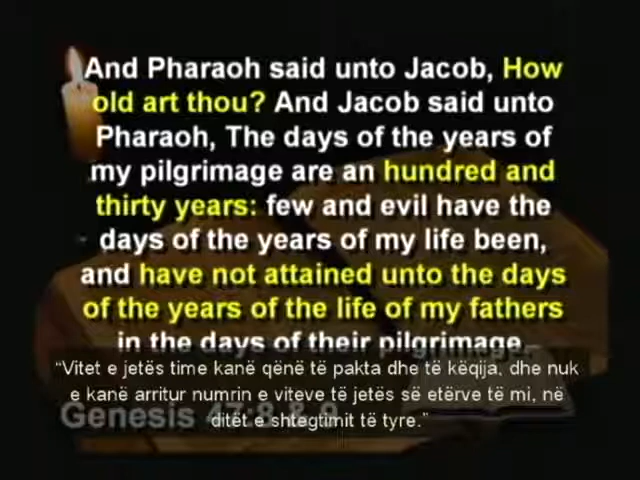 And Pharaoh said unto Jacob, How
old art thou? And Jacob said unto
Pharaoh, The days of the years of
my pilgrimage are an hundred and
thirty years: few and evil have the
days of the years of my life been,
and have not attained unto the days
of the years of the life of my fathers
in the days of their pilgrimage.
“Vitet e jetës time kanë qënë të pakta dhe të këqija, dhe nuk
e kanë arritur numrin e viteve të jetës së etërve të mi, në
ditët e shtegtimit të tyre.”
Genesis 47:8 & 9